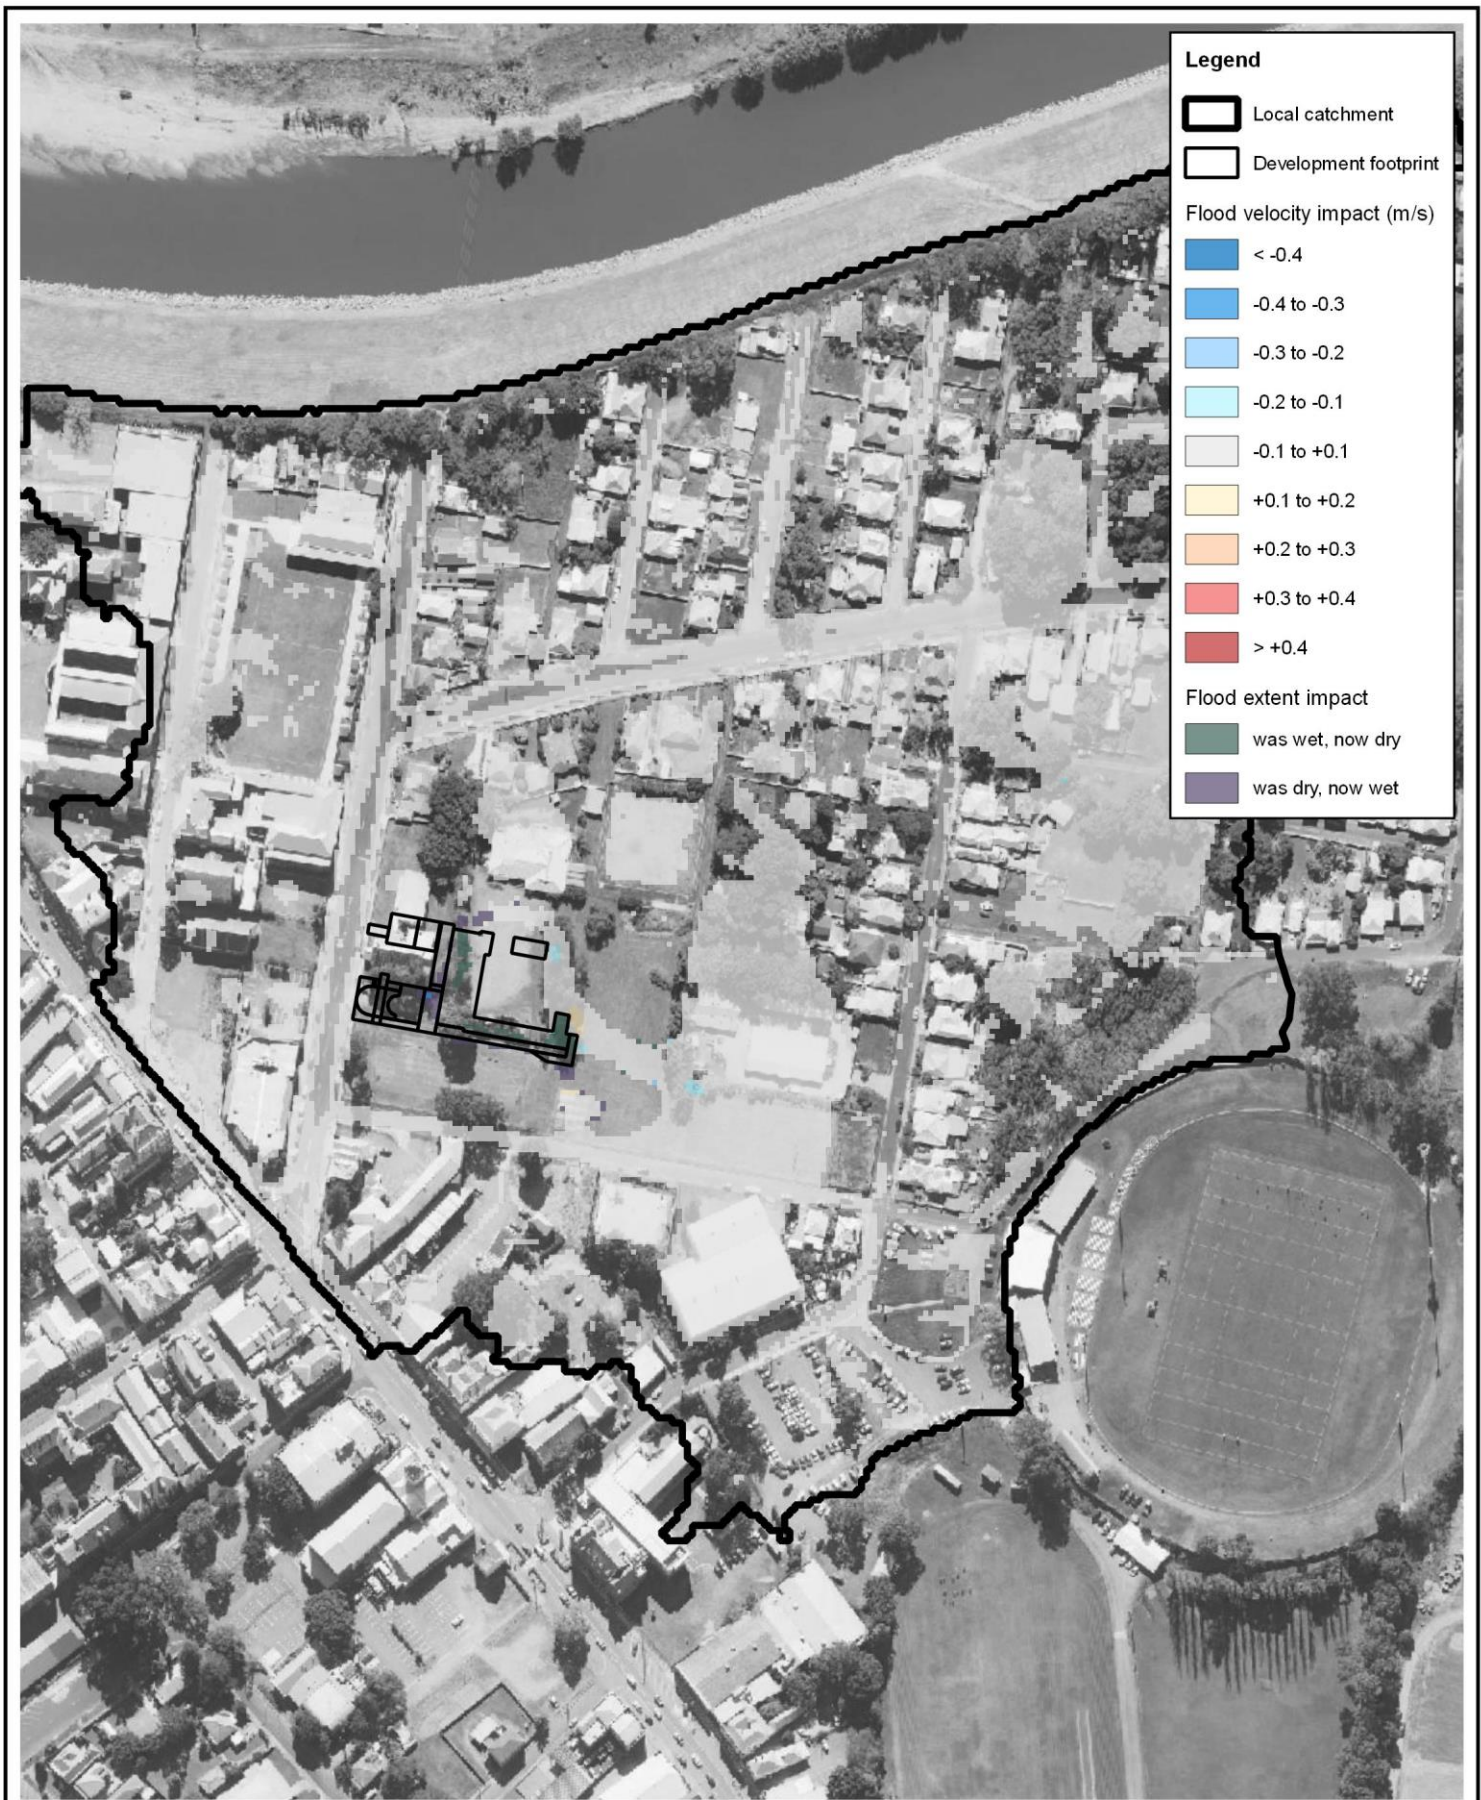 Legend
Local catchment
Development footprint
Flood velocity impact (m/s)
< -0.4
-0.4 to -0.3
-0.3 to -0.2
-0.2 to -0.1
-0.1 to +0.1
+0.1 to +0.2
+0.2 to +0.3
+0.3 to +0.4
> +0.4
Flood extent impact
was wet, now dry
was dry, now wet